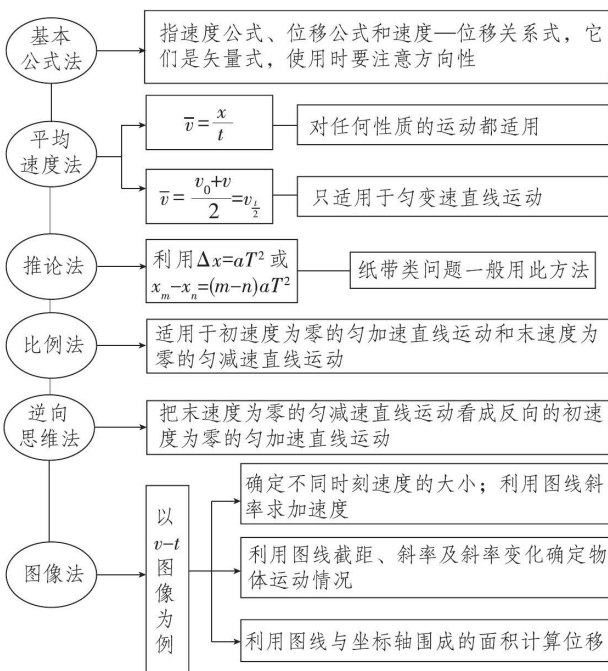 基本
公式法
指速度公式、位移公式和速度—位移关系式，它
们是矢量式，使用时要注意方向性
平均
速度法
v̅=x/t
对任何性质的运动都适用
v̅=(v₀+v)/2=v_{t/2}
只适用于匀变速直线运动
推论法
利用Δx=aT²或
xₘ-xₙ=(m-n)aT²
纸带类问题一般用此方法
比例法
适用于初速度为零的匀加速直线运动和末速度为
零的匀减速直线运动
逆向
思维法
把末速度为零的匀减速直线运动看成反向的初速
度为零的匀加速直线运动
图像法
以
v-t
图
像
为
例
确定不同时刻速度的大小；利用图线斜
率求加速度
利用图线截距、斜率及斜率变化确定物
体运动情况
利用图线与坐标轴围成的面积计算位移